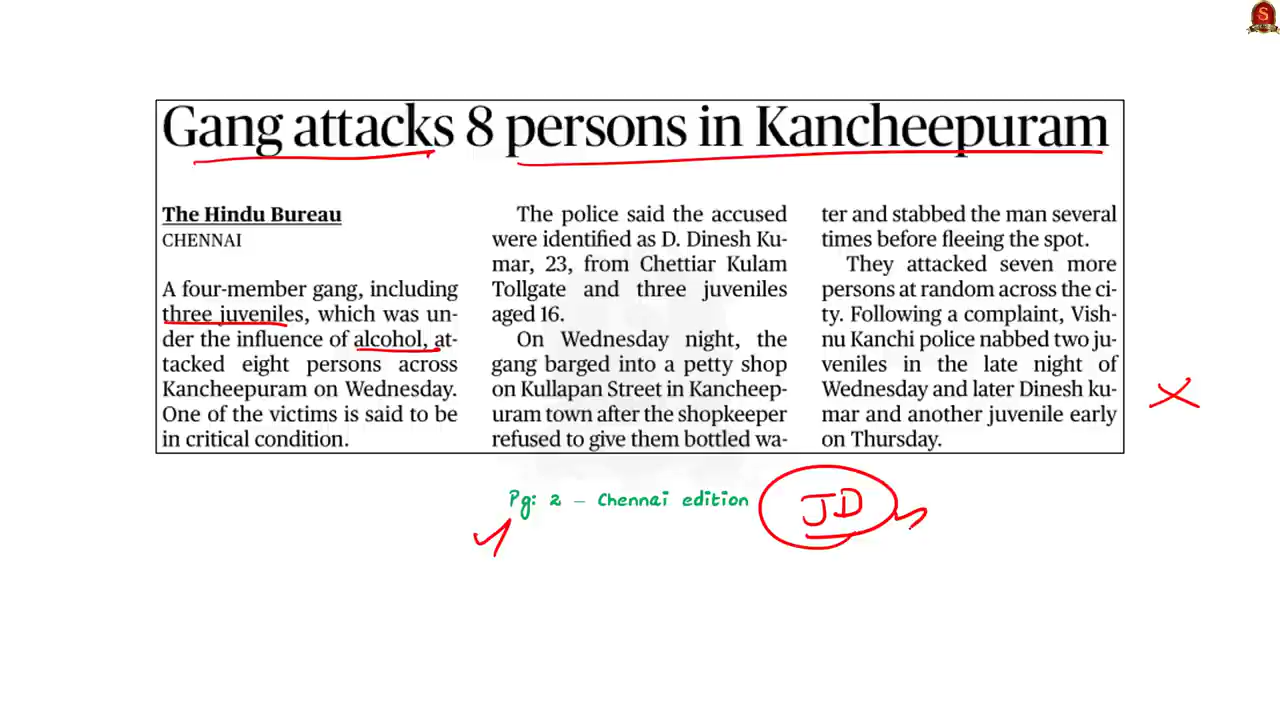 Gang attacks 8 persons in Kancheepuram
The Hindu Bureau
CHENNAI
A four-member gang, including
three juveniles, which was un-
der the influence of alcohol, at-
tacked eight persons across
Kancheepuram on Wednesday.
One of the victims is said to be
in critical condition.
The police said the accused
were identified as D. Dinesh Ku-
mar, 23, from Chettiar Kulam
Tollgate and three juveniles
aged 16.
On Wednesday night, the
gang barged into a petty shop
on Kullapan Street in Kancheep-
uram town after the shopkeeper
refused to give them bottled wa-
ter and stabbed the man several
times before fleeing the spot.
They attacked seven more
persons at random across the ci-
ty. Following a complaint, Vish-
nu Kanchi police nabbed two ju-
veniles in the late night of
Wednesday and later Dinesh ku-
mar and another juvenile early
on Thursday.
Pg: 2 – Chennai edition
JD